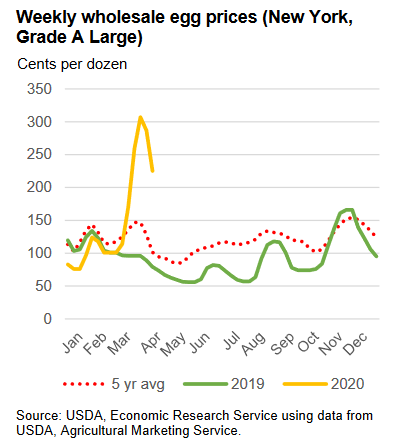 Weekly wholesale egg prices (New York,
Grade A Large)
Cents per dozen
350
300
250
200
150
100
50
0
Jan Feb Mar Apr May Jun Jul Aug Sep Oct Nov Dec
5 yr avg 2019 2020
Source: USDA, Economic Research Service using data from
USDA, Agricultural Marketing Service.